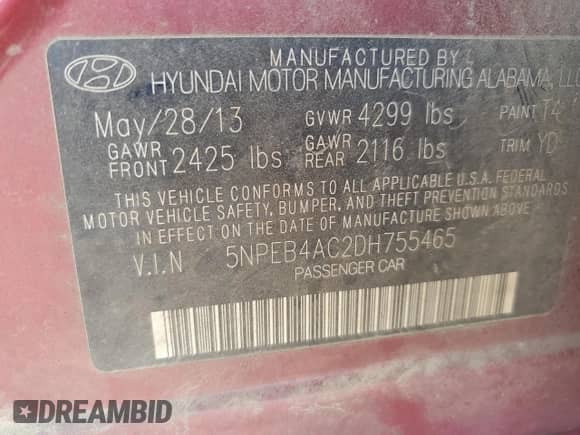 MANUFACTURED BY
HYUNDAI MOTOR MANUFACTURING ALABAMA, LLC
May/28/13 GVWR 4299 lbs PAINT T4
GAWR FRONT 2425 lbs GAWR REAR 2116 lbs TRIM YD
THIS VEHICLE CONFORMS TO ALL APPLICABLE U.S.A. FEDERAL
MOTOR VEHICLE SAFETY, BUMPER, AND THEFT PREVENTION STANDARDS
IN EFFECT ON THE DATE OF MANUFACTURE SHOWN ABOVE.
V.I.N 5NPEB4AC2DH755465
PASSENGER CAR
DREAMBID